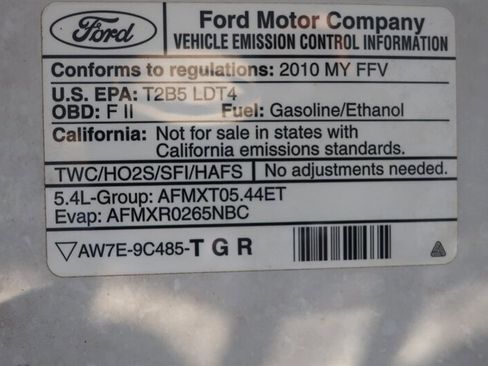 Ford
Ford Motor Company
VEHICLE EMISSION CONTROL INFORMATION
Conforms to regulations: 2010 MY FFV
U.S. EPA: T2B5 LDT4
OBD: F II Fuel: Gasoline/Ethanol
California: Not for sale in states with
California emissions standards.
TWC/HO2S/SFI/HAFS No adjustments needed.
5.4L-Group: AFMXT05.44ET
Evap: AFMXR0265NBC
AW7E-9C485-TGR